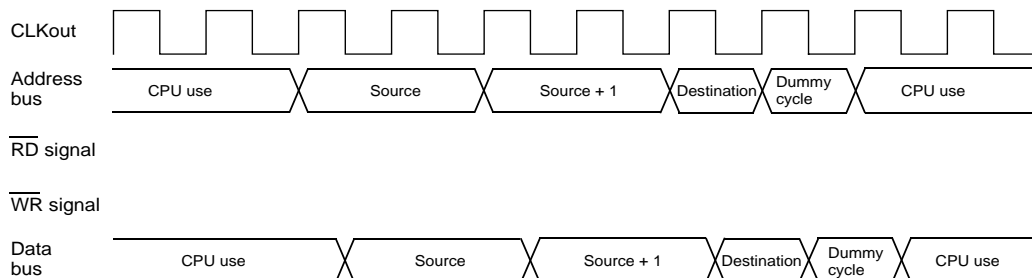 CLKout
Address
bus
CPU use
Source
Source + 1
Destination
Dummy
cycle
CPU use
RD signal
WR signal
Data
bus
CPU use
Source
Source + 1
Destination
Dummy
cycle
CPU use